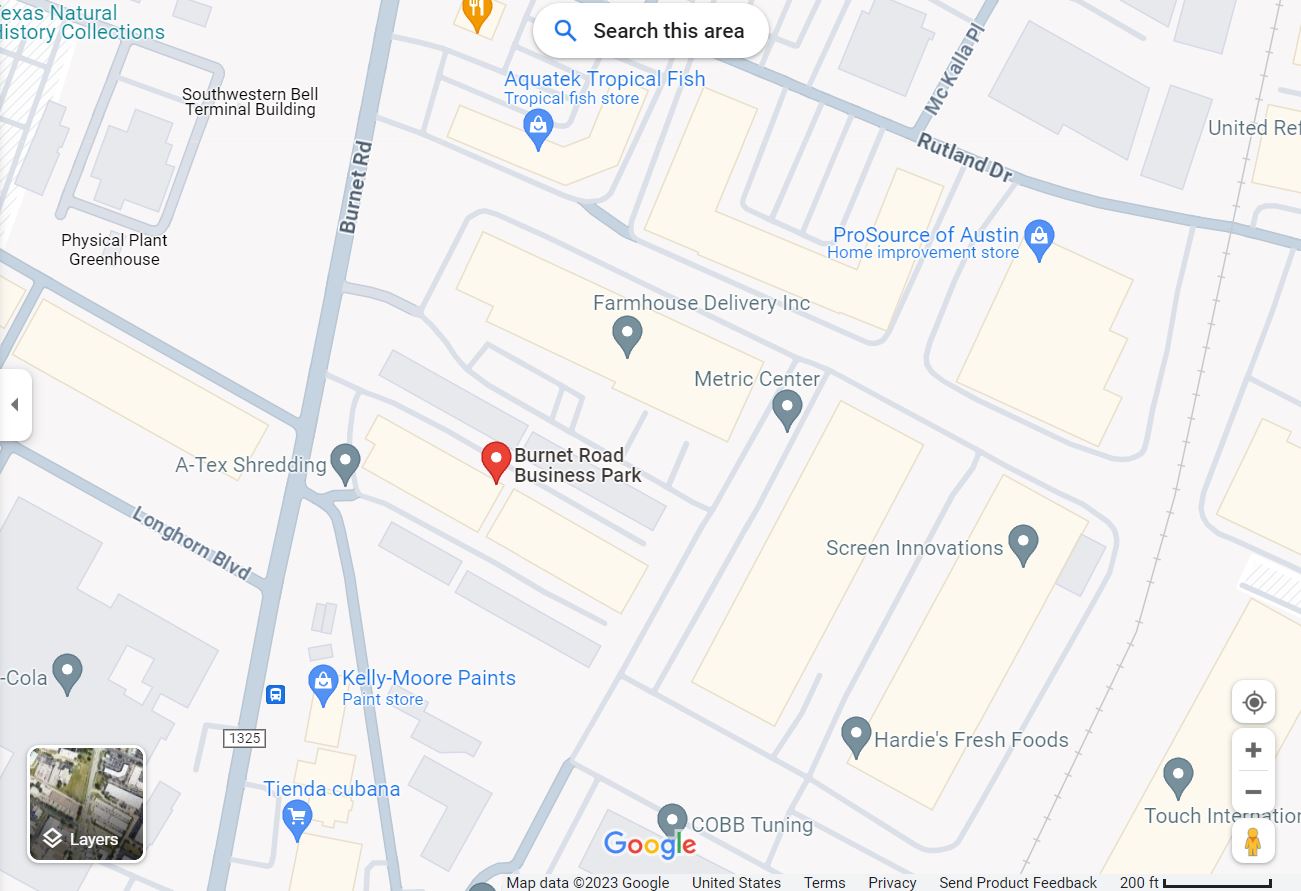 exas Natural
History Collections
Search this area
Aquatek Tropical Fish
Tropical fish store
Southwestern Bell
Terminal Building
Mc Kalla Pl
United Ref
Rutland Dr
Burnet Rd
Physical Plant
Greenhouse
ProSource of Austin
Home improvement store
Farmhouse Delivery Inc
Metric Center
A-Tex Shredding
Burnet Road
Business Park
Longhorn Blvd
Screen Innovations
-Cola
Kelly-Moore Paints
Paint store
1325
Hardie's Fresh Foods
Tienda cubana
Touch Internation
COBB Tuning
Layers
Google
Map data ©2023 Google United States Terms Privacy Send Product Feedback 200 ft